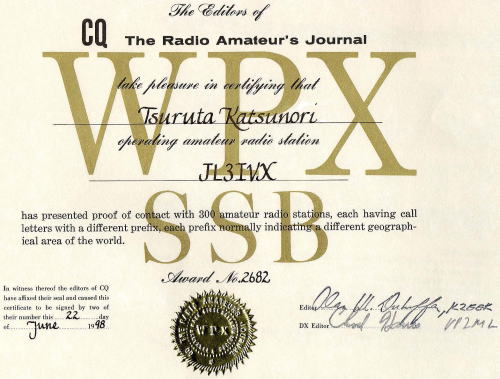 The Editors of
CQ The Radio Amateur's Journal
WPX
take pleasure in certifying that
Tsuruta Katsunori
operating amateur radio station
JL3IVX
SSB
has presented proof of contact with 300 amateur radio stations, each having call
letters with a different prefix, each prefix normally indicating a different geograph-
ical area of the world.
Award No. 2682
In witness thereof the editors of CQ
have affixed their seal and caused this
certificate to be signed by two of
their number this 22 day
of June 1998
WPX
Editor K2EEK
DX Editor VP2ML